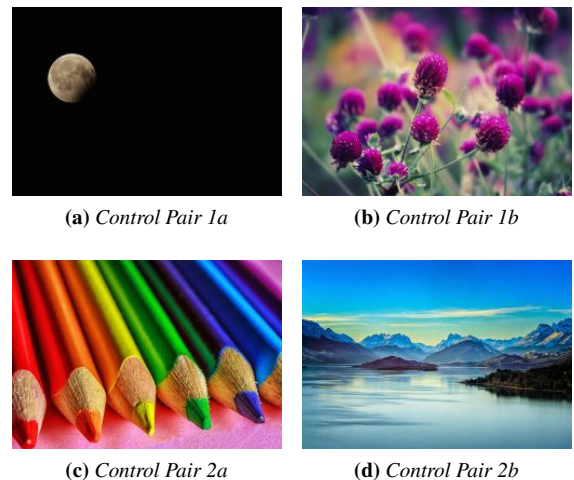 (a) Control Pair 1a
(b) Control Pair 1b
(c) Control Pair 2a
(d) Control Pair 2b